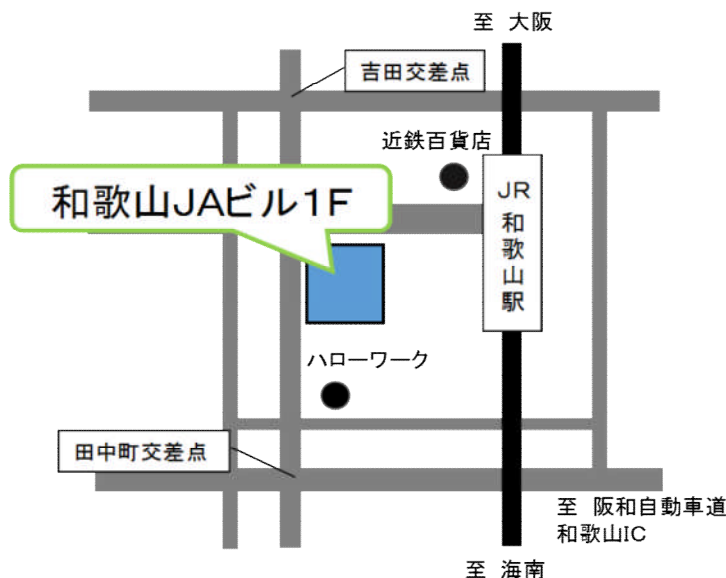 至 大阪
吉田交差点
近鉄百貨店
和歌山JAビル1F
JR和歌山駅
ハローワーク
田中町交差点
至 阪和自動車道
和歌山IC
至 海南